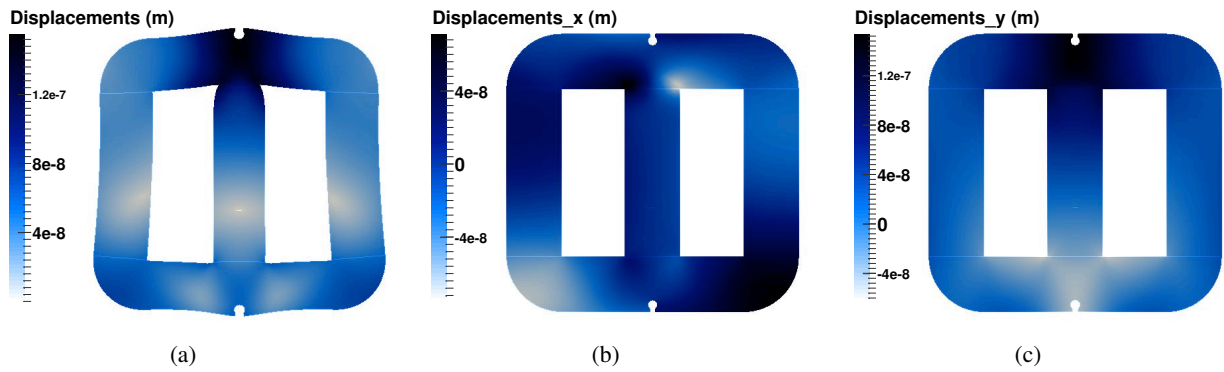 Displacements (m)
1.2e-7
8e-8
4e-8
(a)
Displacements_x (m)
4e-8
0
-4e-8
(b)
Displacements_y (m)
1.2e-7
8e-8
4e-8
0
-4e-8
(c)